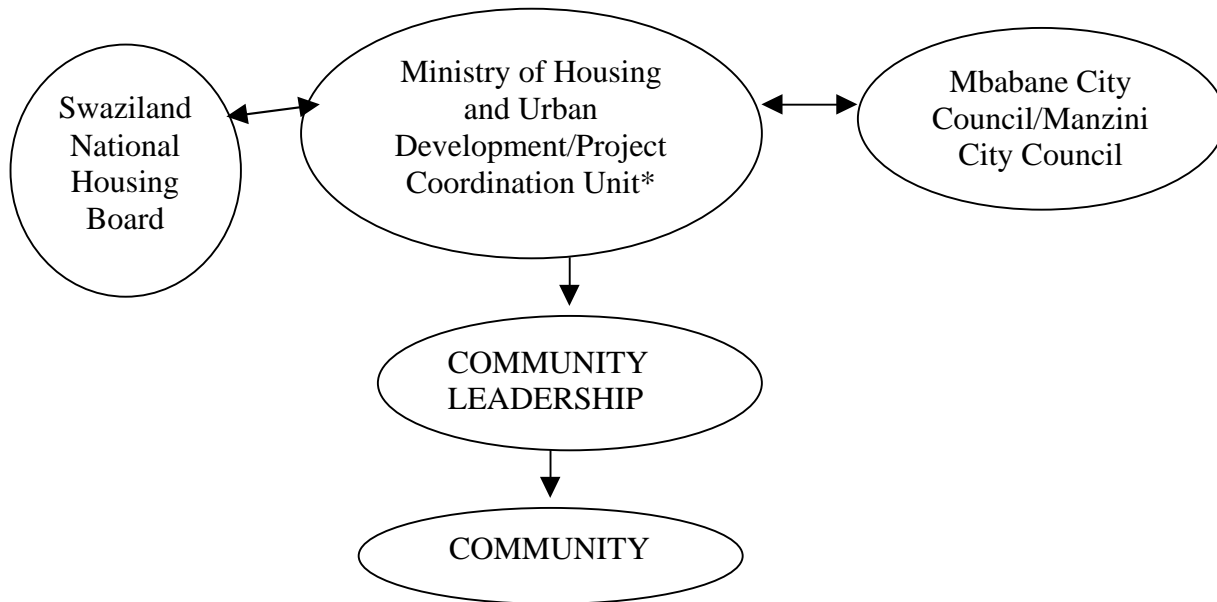 Swaziland
National
Housing
Board
Ministry of Housing
and Urban
Development/Project
Coordination Unit*
Mbabane City
Council/Manzini
City Council
COMMUNITY
LEADERSHIP
COMMUNITY